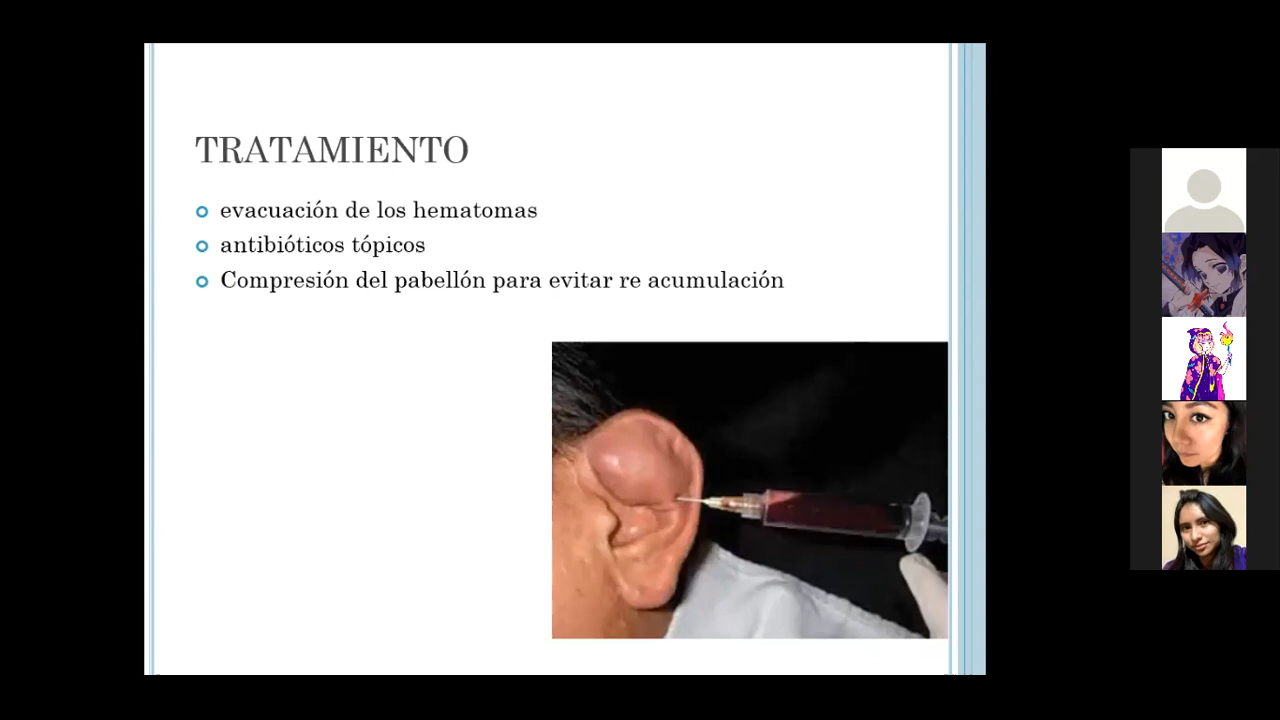 TRATAMIENTO
evacuación de los hematomas
antibióticos tópicos
Compresión del pabellón para evitar re acumulación